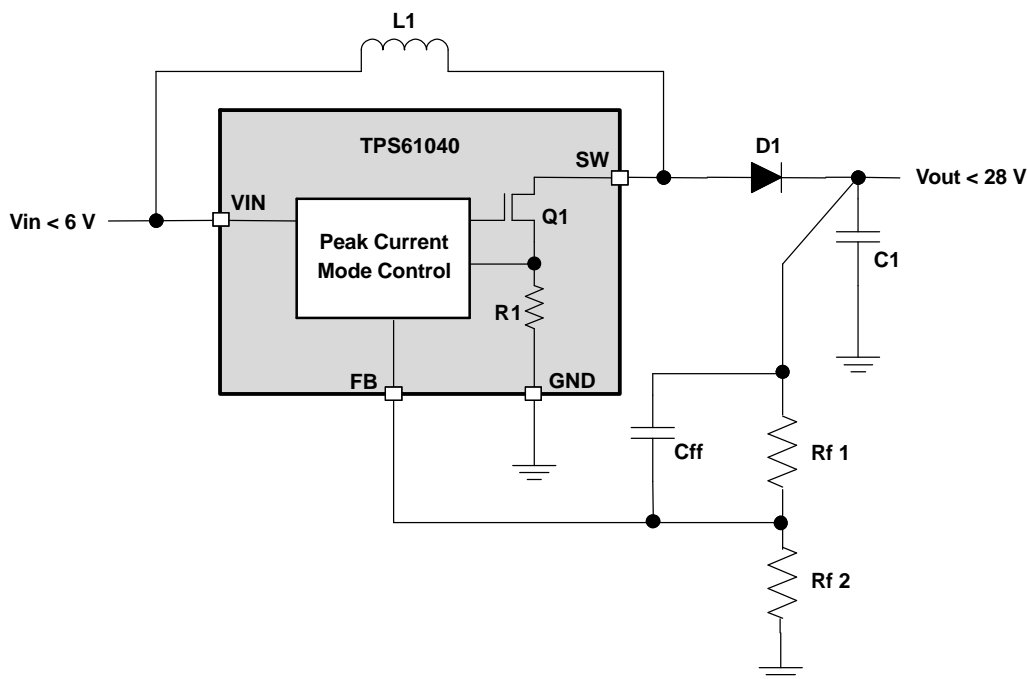 L1
TPS61040
SW
D1
Vout < 28 V
VIN
Vin < 6 V
Q1
Peak Current
Mode Control
C1
R1
FB
GND
Cff
Rf 1
Rf 2